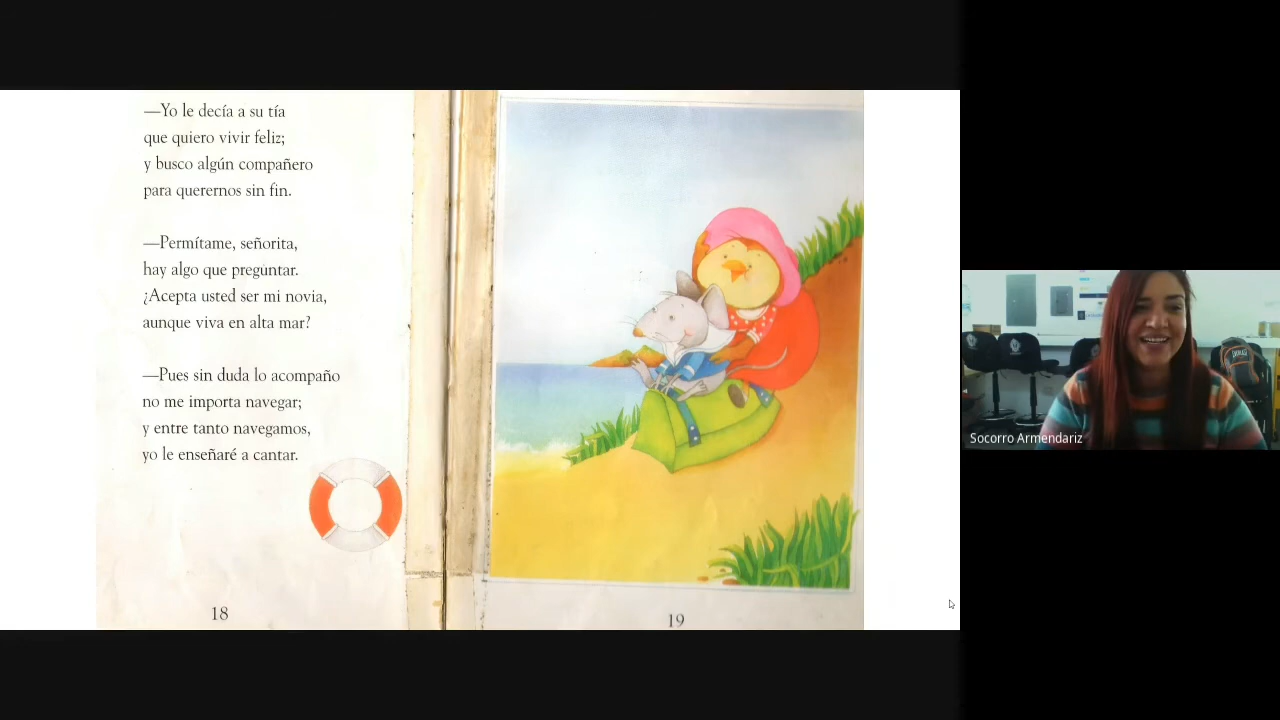 —Yo le decía a su tía
que quiero vivir feliz;
y busco algún compañero
para querernos sin fin.
—Permítame, señorita,
hay algo que preguntar.
¿Acepta usted ser mi novia,
aunque viva en alta mar?
—Pues sin duda lo acompaño
no me importa navegar;
y entre tanto navegamos,
yo le enseñaré a cantar.
18
19
Socorro Armendariz